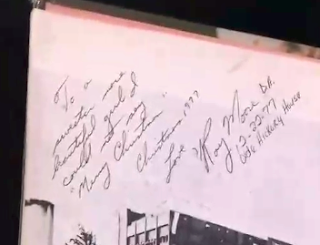 To a
sweeter more
beautiful girl I
could not say
"Merry Christmas"
Christmas 1977
Love
Roy Moore D.A.
12-22-77
Olde Hickory House